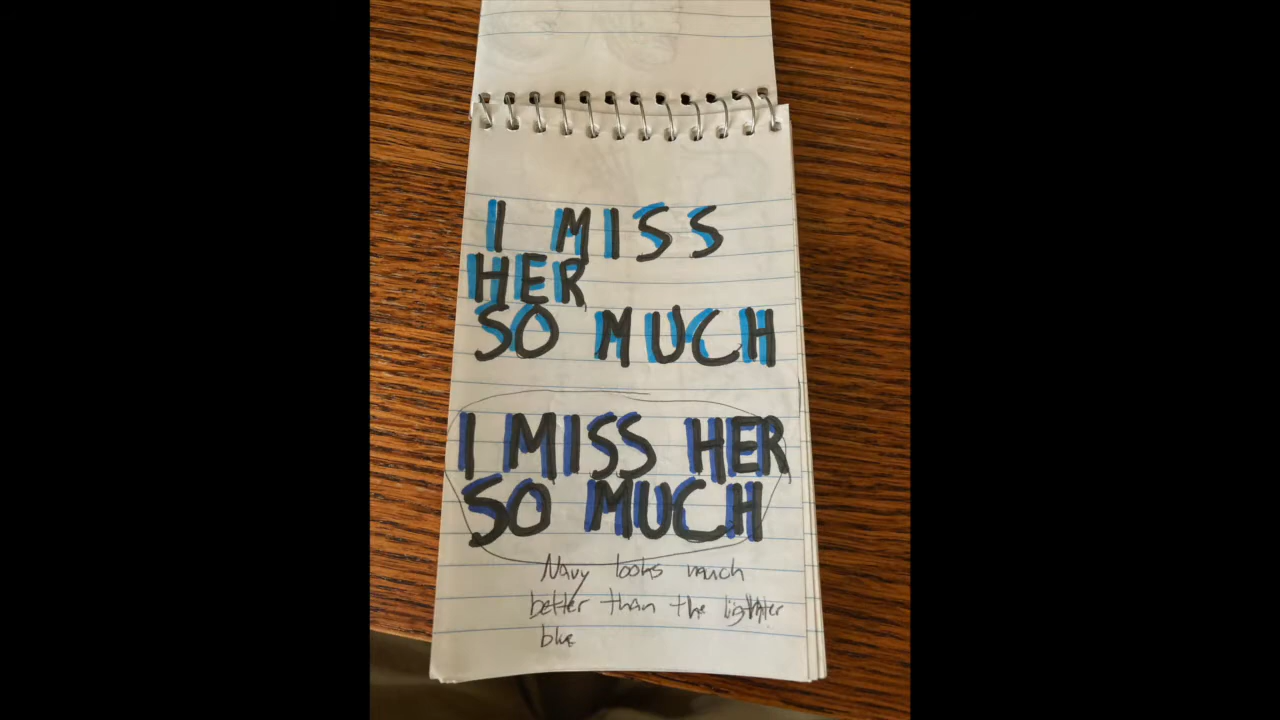 I MISS
HER
SO MUCH
I MISS HER
SO MUCH
Navy looks much
better than the lighter
blue